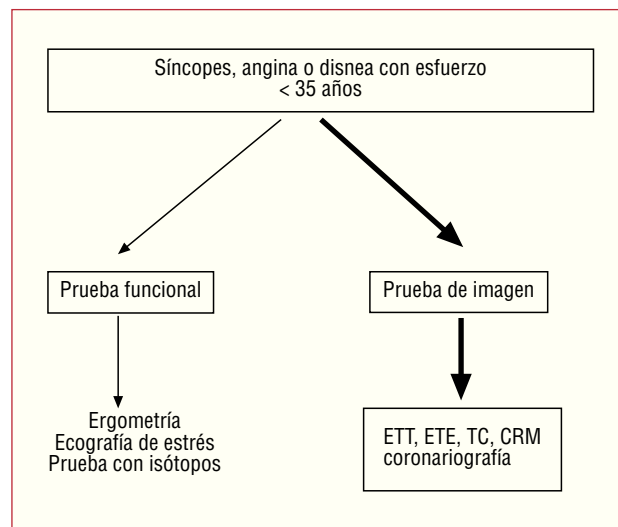 Síncopes, angina o disnea con esfuerzo
< 35 años
Prueba funcional
Prueba de imagen
Ergometría
Ecografía de estrés
Prueba con isótopos
ETT, ETE, TC, CRM
coronariografía